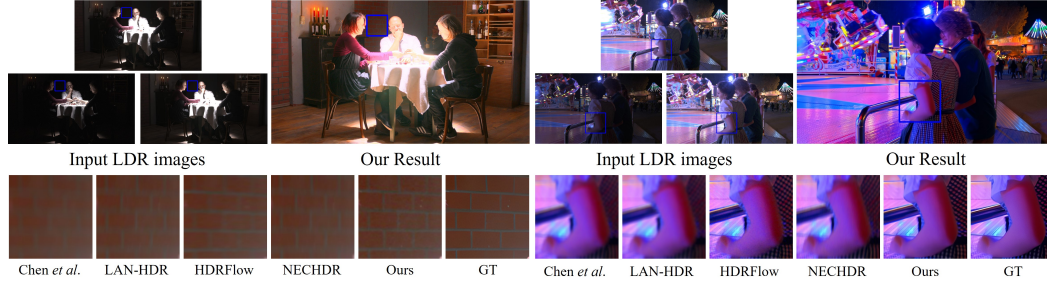 Input LDR images
Our Result
Input LDR images
Our Result
Chen et al.
LAN-HDR
HDRFlow
NECHDR
Ours
GT
Chen et al.
LAN-HDR
HDRFlow
NECHDR
Ours
GT